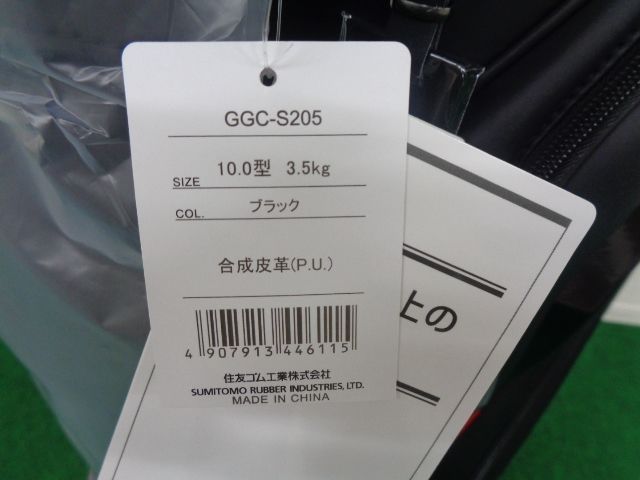 GGC-S205
SIZE 10.0型 3.5kg
COL. ブラック
合成皮革(P.U.)
4 907913 446115
住友ゴム工業株式会社
SUMITOMO RUBBER INDUSTRIES, LTD.
MADE IN CHINA
上の